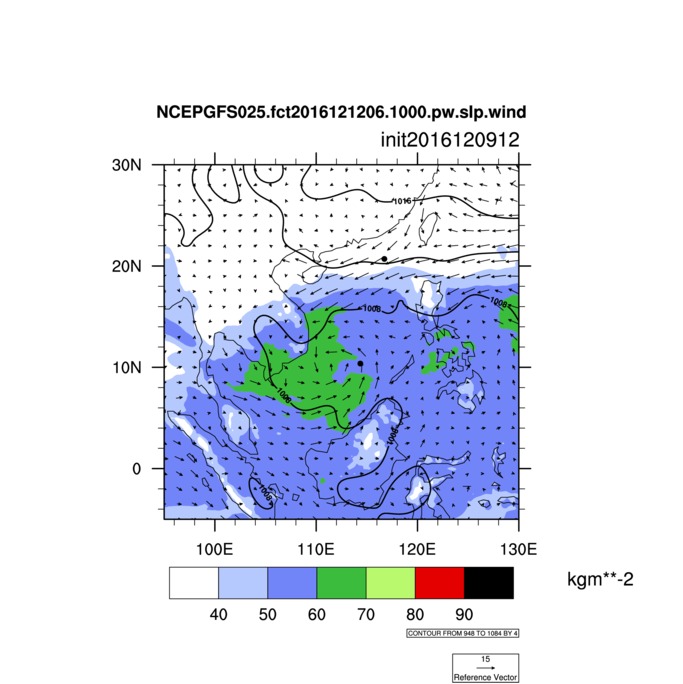 NCEPGFS025.fct2016121206.1000.pw.slp.wind
init2016120912
30N
1016
20N
1008
1008
10N
1008
1008
0
1008
100E 110E 120E 130E
kgm**-2
40 50 60 70 80 90
CONTOUR FROM 948 TO 1084 BY 4
15
Reference Vector